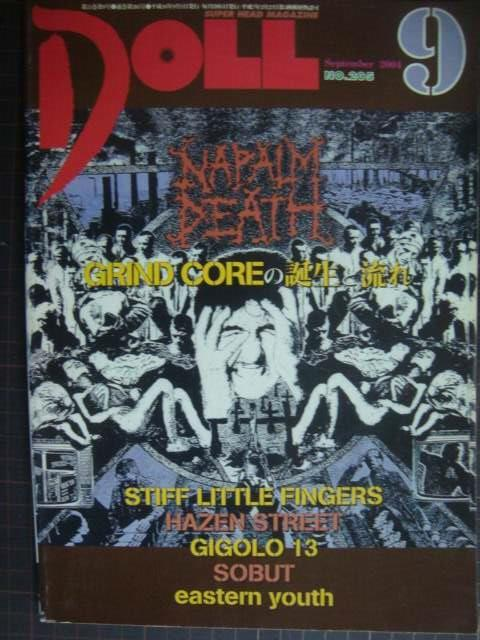 SUPER HEAD MAGAZINE
DOLL
September 2004
NO.205
9
NAPALM
DEATH
GRIND COREの誕生と流れ
STIFF LITTLE FINGERS
HAZEN STREET
GIGOLO 13
SOBUT
eastern youth